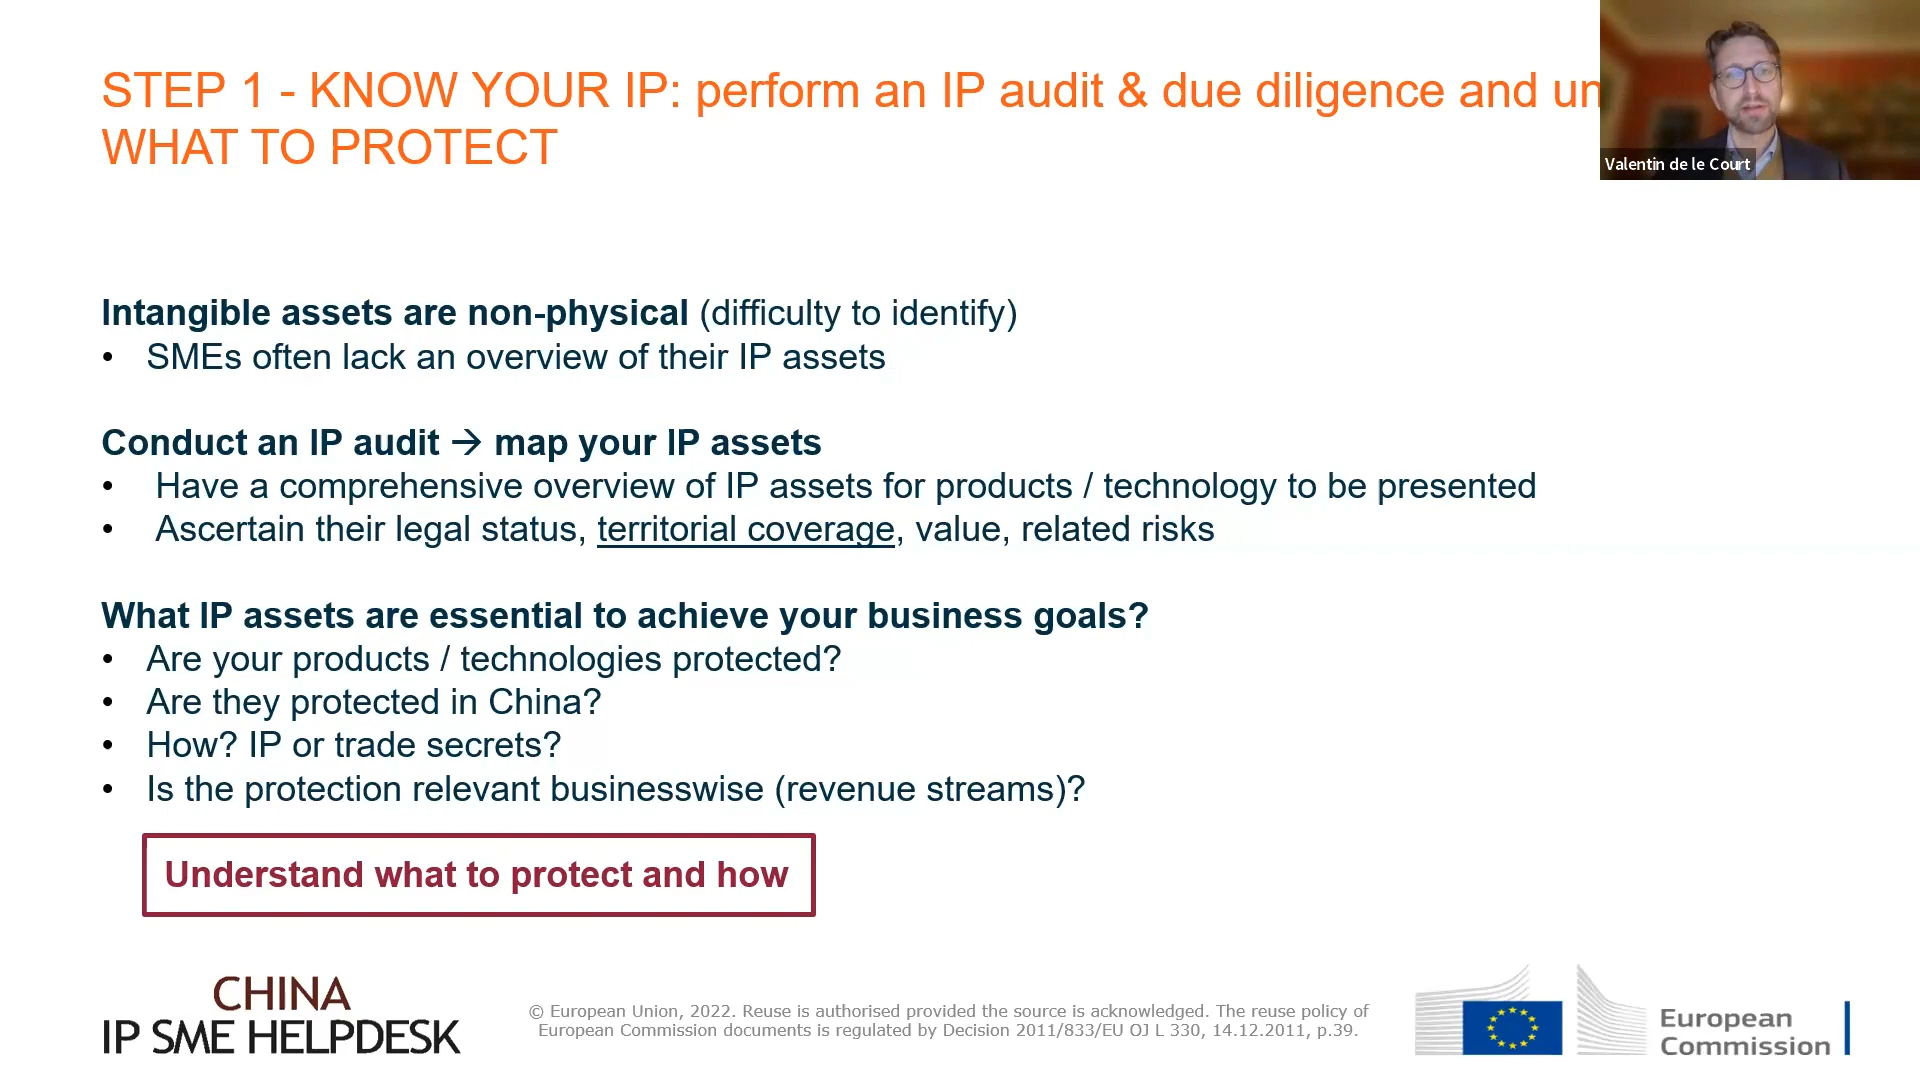 STEP 1 - KNOW YOUR IP: perform an IP audit & due diligence and un
WHAT TO PROTECT
Valentin de le Court
Intangible assets are non-physical (difficulty to identify)
• SMEs often lack an overview of their IP assets
Conduct an IP audit → map your IP assets
• Have a comprehensive overview of IP assets for products / technology to be presented
• Ascertain their legal status, territorial coverage, value, related risks
What IP assets are essential to achieve your business goals?
• Are your products / technologies protected?
• Are they protected in China?
• How? IP or trade secrets?
• Is the protection relevant businesswise (revenue streams)?
Understand what to protect and how
CHINA
IP SME HELPDESK
© European Union, 2022. Reuse is authorised provided the source is acknowledged. The reuse policy of
European Commission documents is regulated by Decision 2011/833/EU OJ L 330, 14.12.2011, p.39.
European
Commission